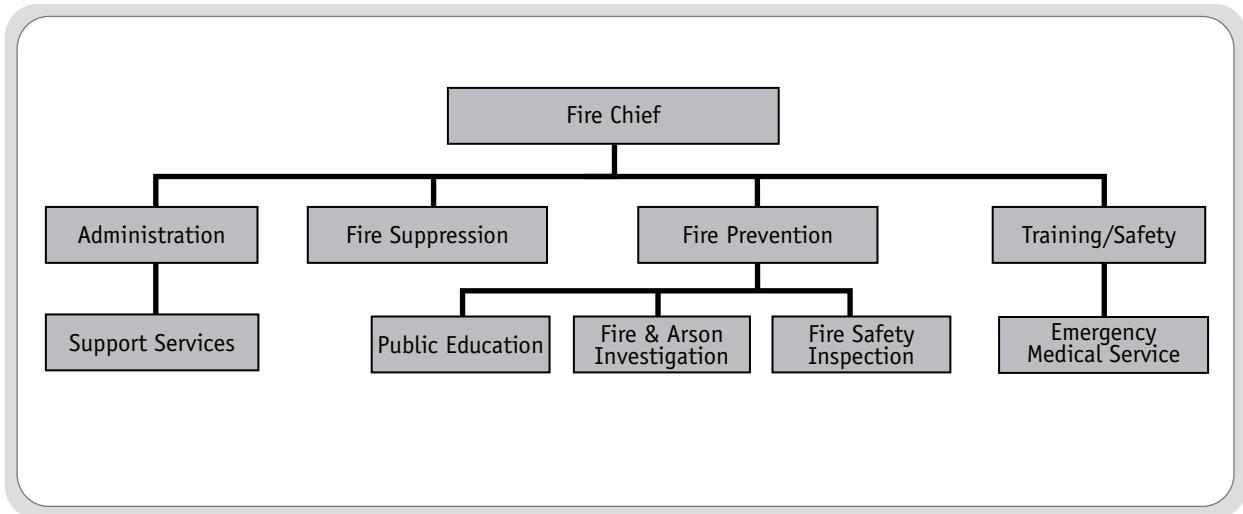 Fire Chief
Administration
Fire Suppression
Fire Prevention
Training/Safety
Support Services
Public Education
Fire & Arson
Investigation
Fire Safety
Inspection
Emergency
Medical Service